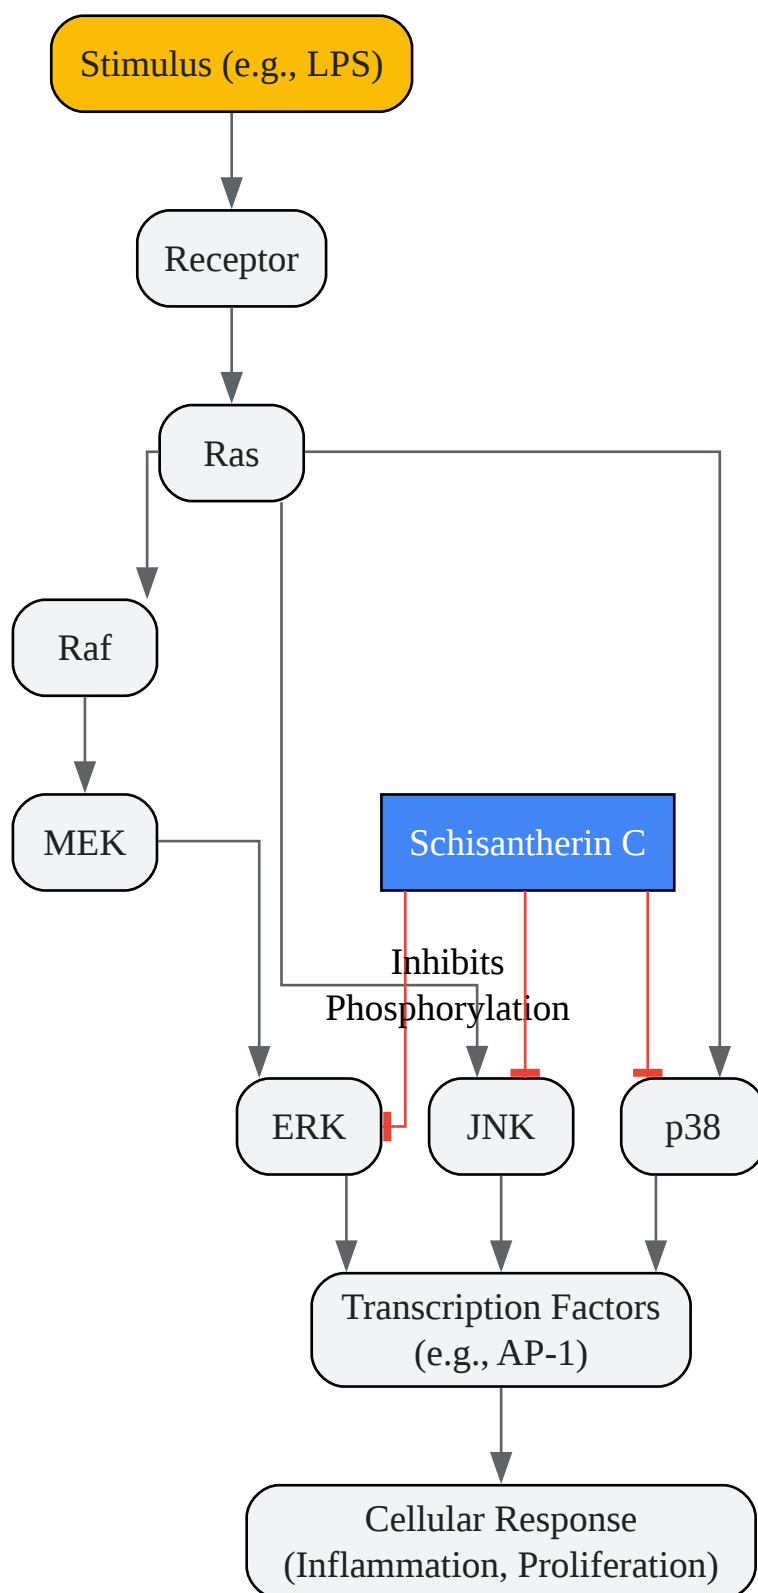 Stimulus (e.g., LPS)
Receptor
Ras
Raf
MEK
Schisantherin C
Inhibits
Phosphorylation
ERK
JNK
p38
Transcription Factors
(e.g., AP-1)
Cellular Response
(Inflammation, Proliferation)